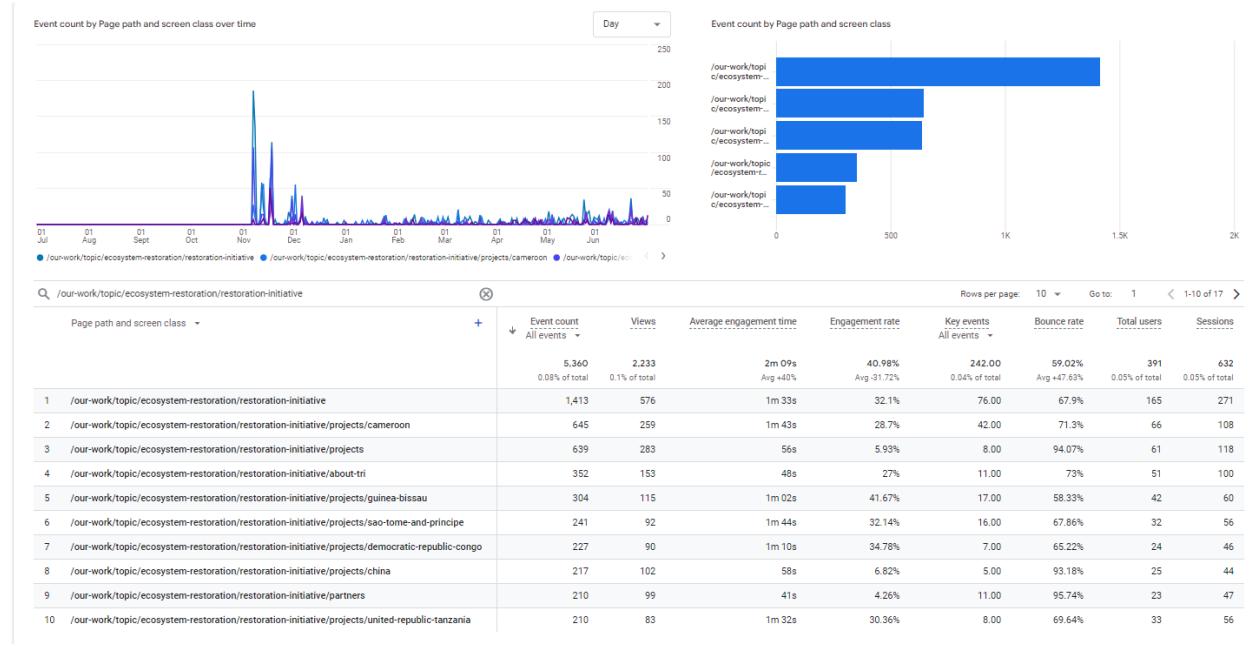 Event count by Page path and screen class over time
Day
250
200
150
100
50
0
01 Jul 01 Aug 01 Sept 01 Oct 01 Nov 01 Dec 01 Jan 01 Feb 01 Mar 01 Apr 01 May 01 Jun
/our-work/topic/ecosystem-restoration/restoration-initiative /our-work/topic/ecosystem-restoration/restoration-initiative/projects/cameroon /our-work/topic/eco
Event count by Page path and screen class
/our-work/topi
c/ecosystem-...
/our-work/topi
c/ecosystem-...
/our-work/topi
c/ecosystem-...
/our-work/topic
/ecosystem-r...
/our-work/topi
c/ecosystem-...
0 500 1K 1.5K 2K
/our-work/topic/ecosystem-restoration/restoration-initiative
Rows per page: 10 Go to: 1 1-10 of 17
Page path and screen class + Event count Views Average engagement time Engagement rate Key events Bounce rate Total users Sessions
All events All events
5,360 2,233 2m 09s 40.98% 242.00 59.02% 391 632
0.08% of total 0.1% of total Avg +40% Avg -31.72% 0.04% of total Avg +47.63% 0.05% of total 0.05% of total
1 /our-work/topic/ecosystem-restoration/restoration-initiative 1,413 576 1m 33s 32.1% 76.00 67.9% 165 271
2 /our-work/topic/ecosystem-restoration/restoration-initiative/projects/cameroon 645 259 1m 43s 28.7% 42.00 71.3% 66 108
3 /our-work/topic/ecosystem-restoration/restoration-initiative/projects 639 283 56s 5.93% 8.00 94.07% 61 118
4 /our-work/topic/ecosystem-restoration/restoration-initiative/about-tri 352 153 48s 27% 11.00 73% 51 100
5 /our-work/topic/ecosystem-restoration/restoration-initiative/projects/guinea-bissau 304 115 1m 02s 41.67% 17.00 58.33% 42 60
6 /our-work/topic/ecosystem-restoration/restoration-initiative/projects/sao-tome-and-principe 241 92 1m 44s 32.14% 16.00 67.86% 32 56
7 /our-work/topic/ecosystem-restoration/restoration-initiative/projects/democratic-republic-congo 227 90 1m 10s 34.78% 7.00 65.22% 24 46
8 /our-work/topic/ecosystem-restoration/restoration-initiative/projects/china 217 102 58s 6.82% 5.00 93.18% 25 44
9 /our-work/topic/ecosystem-restoration/restoration-initiative/partners 210 99 41s 4.26% 11.00 95.74% 23 47
10 /our-work/topic/ecosystem-restoration/restoration-initiative/projects/united-republic-tanzania 210 83 1m 32s 30.36% 8.00 69.64% 33 56